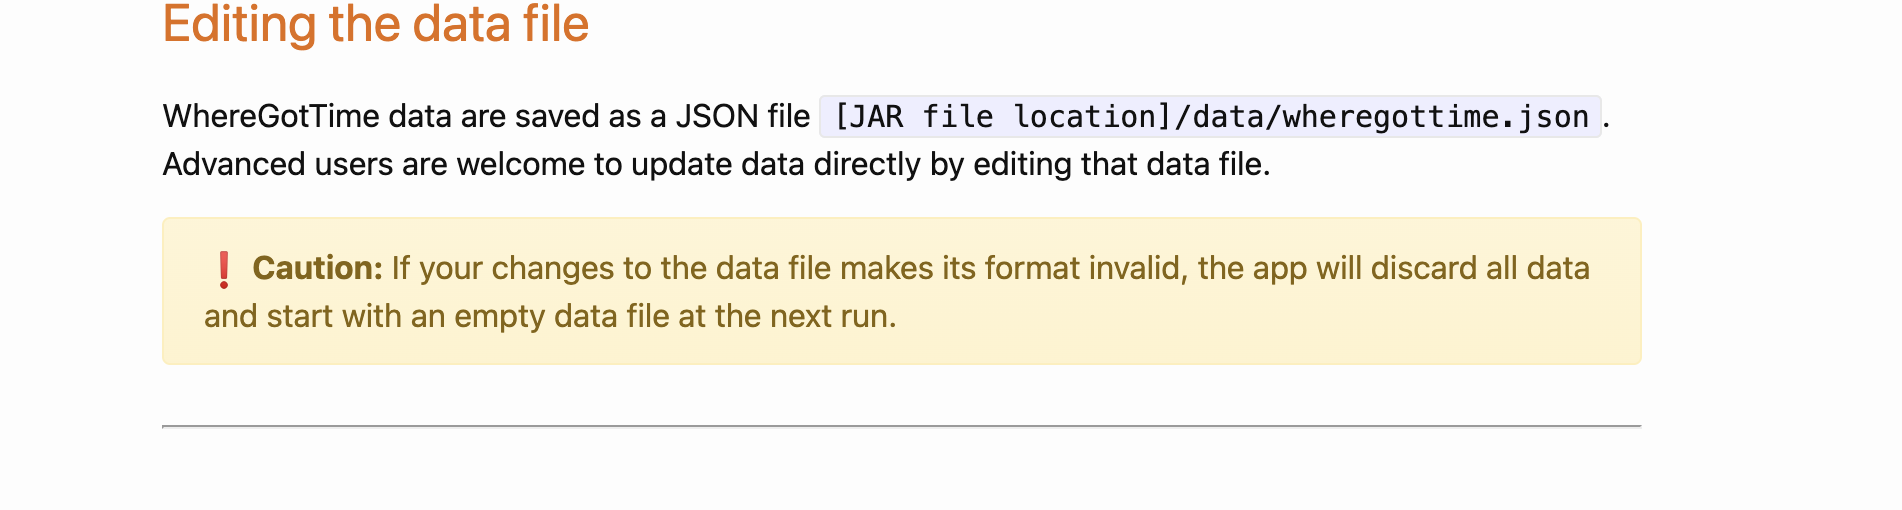 Editing the data file
WhereGotTime data are saved as a JSON file [JAR file location]/data/wheregottime.json.
Advanced users are welcome to update data directly by editing that data file.
❗ Caution: If your changes to the data file makes its format invalid, the app will discard all data
and start with an empty data file at the next run.